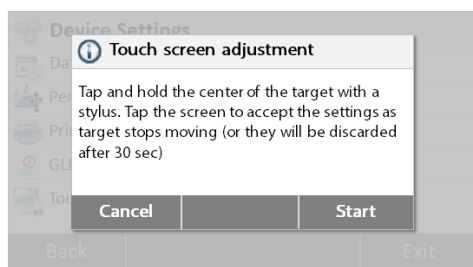 Device Settings
Touch screen adjustment
Tap and hold the center of the target with a
stylus. Tap the screen to accept the settings as
target stops moving (or they will be discarded
after 30 sec)
Cancel
Start
Back
Exit